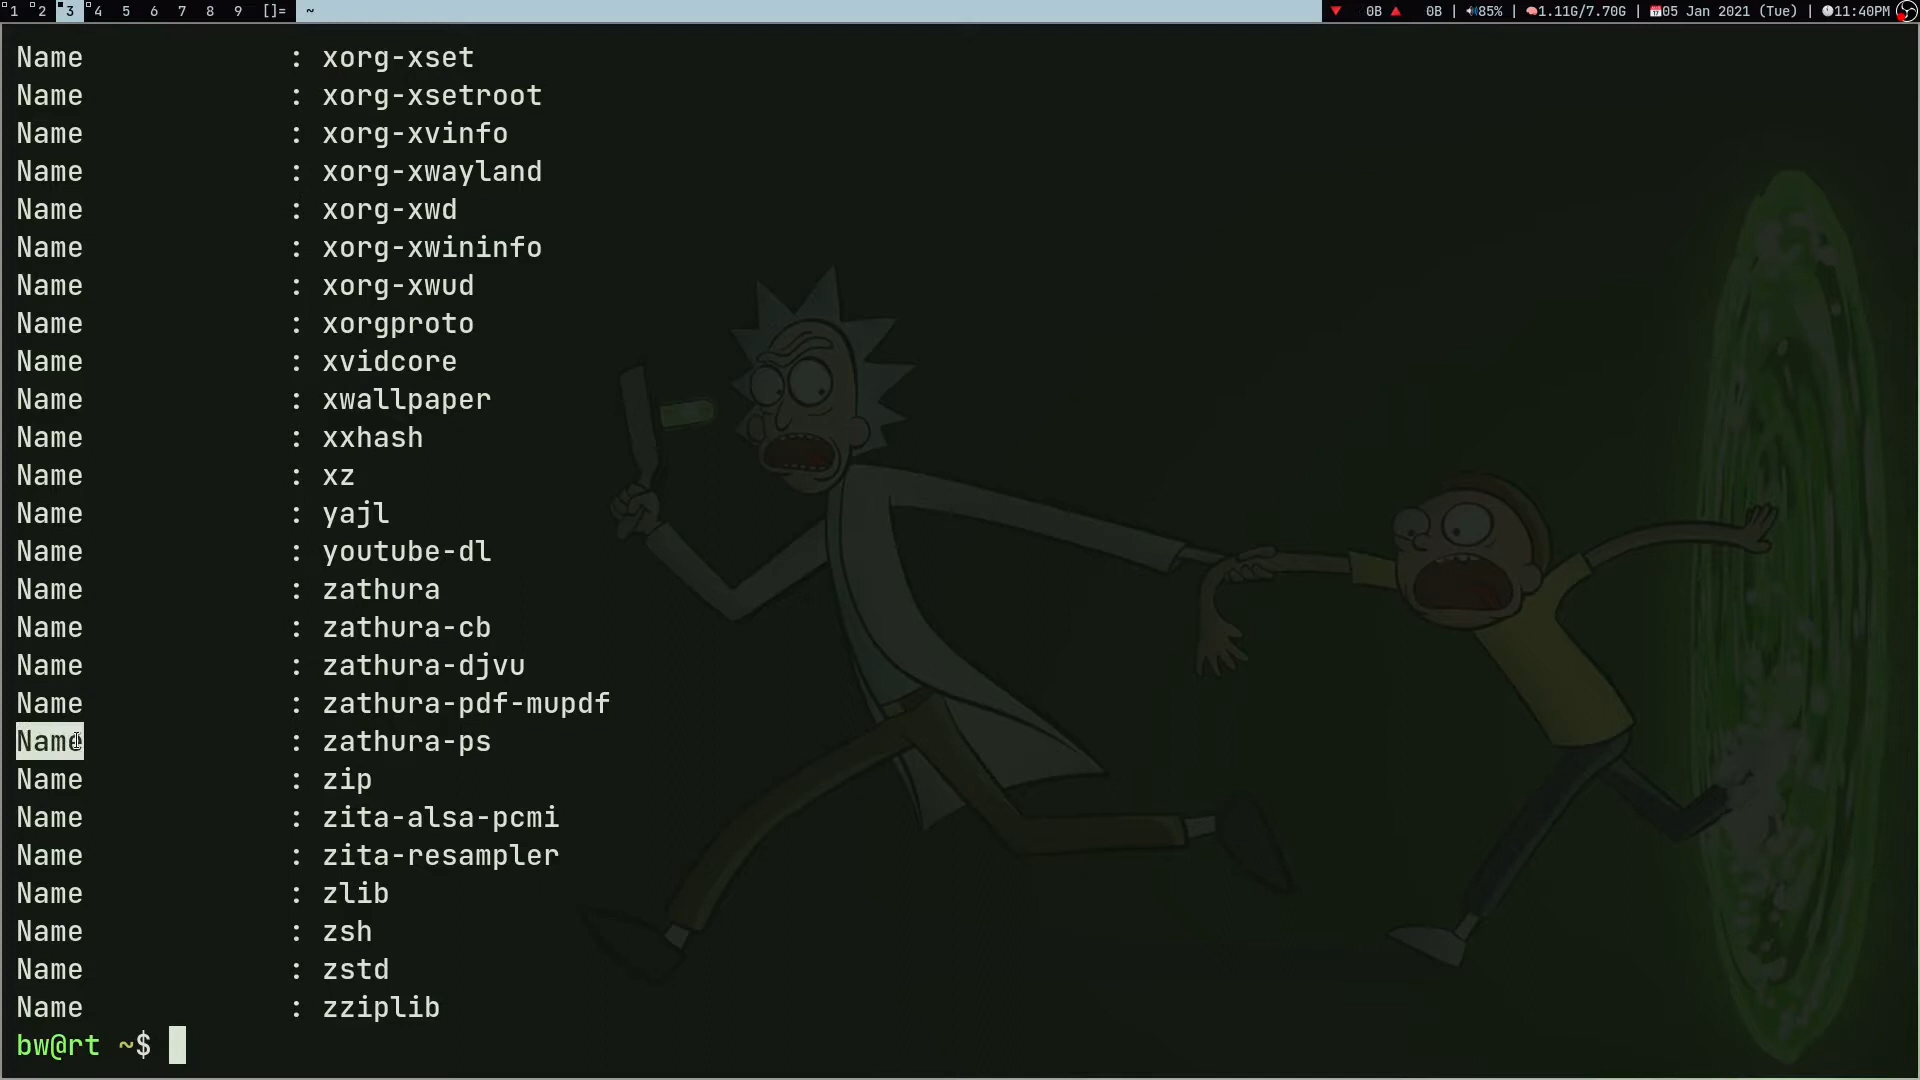 1 2 3 4 5 6 7 8 9 []= ~ 0B 0B | 85% | 1.11G/7.70G | 05 Jan 2021 (Tue) | 11:40PM
Name : xorg-xset
Name : xorg-xsetroot
Name : xorg-xvinfo
Name : xorg-xwayland
Name : xorg-xwd
Name : xorg-xwininfo
Name : xorg-xwud
Name : xorgproto
Name : xvidcore
Name : xwallpaper
Name : xxhash
Name : xz
Name : yajl
Name : youtube-dl
Name : zathura
Name : zathura-cb
Name : zathura-djvu
Name : zathura-pdf-mupdf
Name : zathura-ps
Name : zip
Name : zita-alsa-pcmi
Name : zita-resampler
Name : zlib
Name : zsh
Name : zstd
Name : zziplib
bw@rt ~$